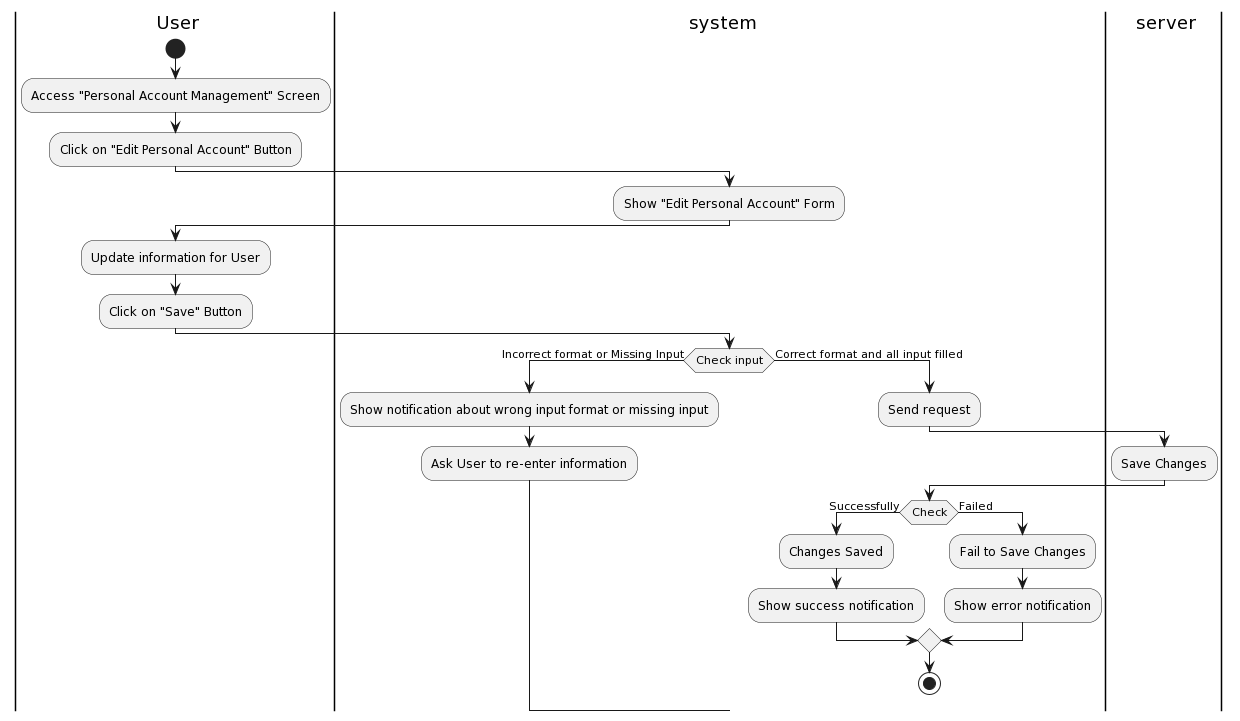 User
system
server
Access "Personal Account Management" Screen
Click on "Edit Personal Account" Button
Show "Edit Personal Account" Form
Update information for User
Click on "Save" Button
Incorrect format or Missing Input
Check input
Correct format and all input filled
Show notification about wrong input format or missing input
Send request
Ask User to re-enter information
Save Changes
Successfully
Check
Failed
Changes Saved
Fail to Save Changes
Show success notification
Show error notification